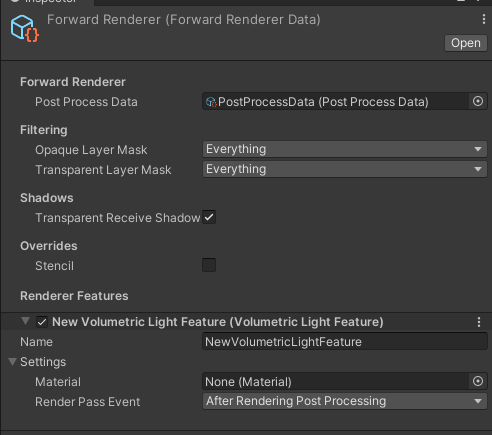 Inspector
Forward Renderer (Forward Renderer Data)
Open
Forward Renderer
Post Process Data PostProcessData (Post Process Data)
Filtering
Opaque Layer Mask Everything
Transparent Layer Mask Everything
Shadows
Transparent Receive Shadow
Overrides
Stencil
Renderer Features
New Volumetric Light Feature (Volumetric Light Feature)
Name NewVolumetricLightFeature
Settings
Material None (Material)
Render Pass Event After Rendering Post Processing